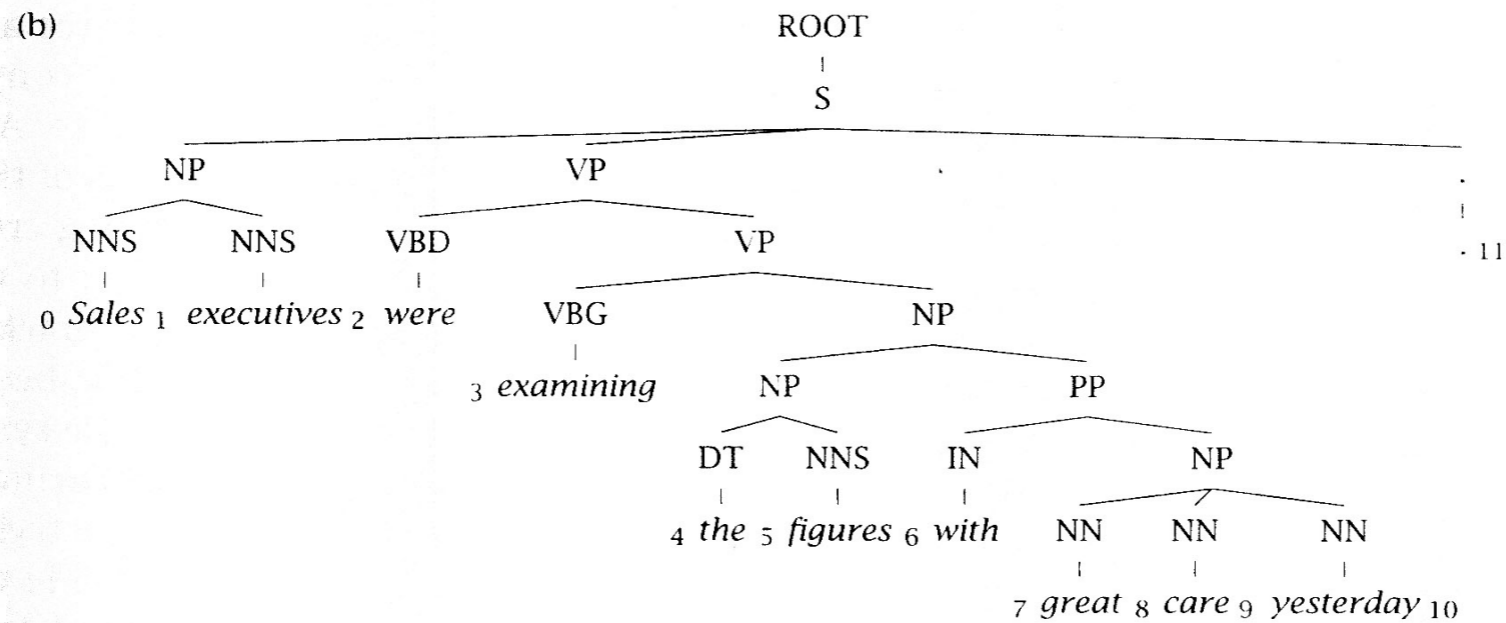 (b) ROOT
S
NP VP .
NNS NNS VBD VP . 11
0 Sales 1 executives 2 were VBG NP
3 examining NP PP
DT NNS IN NP
4 the 5 figures 6 with NN NN NN
7 great 8 care 9 yesterday 10